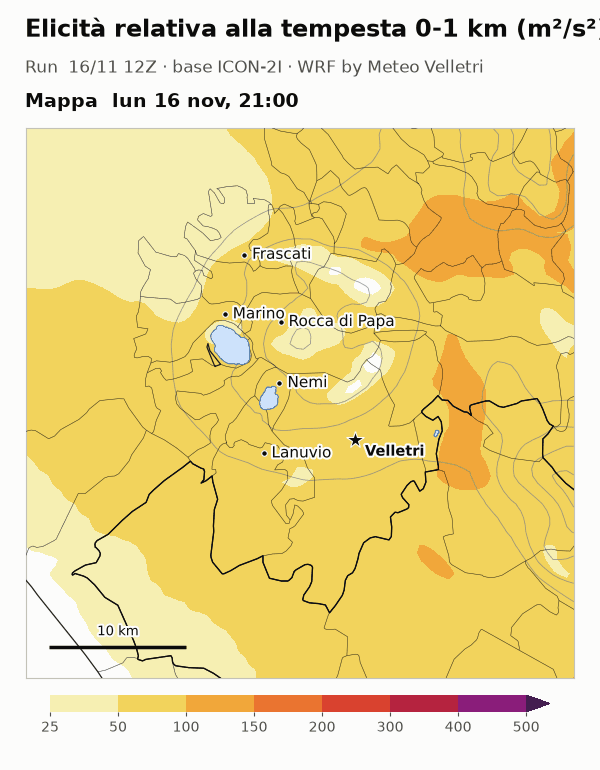 Elicità relativa alla tempesta 0-1 km (m²/s²)
Run  16/11 12Z · base ICON-2I · WRF by Meteo Velletri
Mappa  lun 16 nov, 21:00
Frascati
Marino
Rocca di Papa
Nemi
Velletri
Lanuvio
10 km
25 50 100 150 200 300 400 500